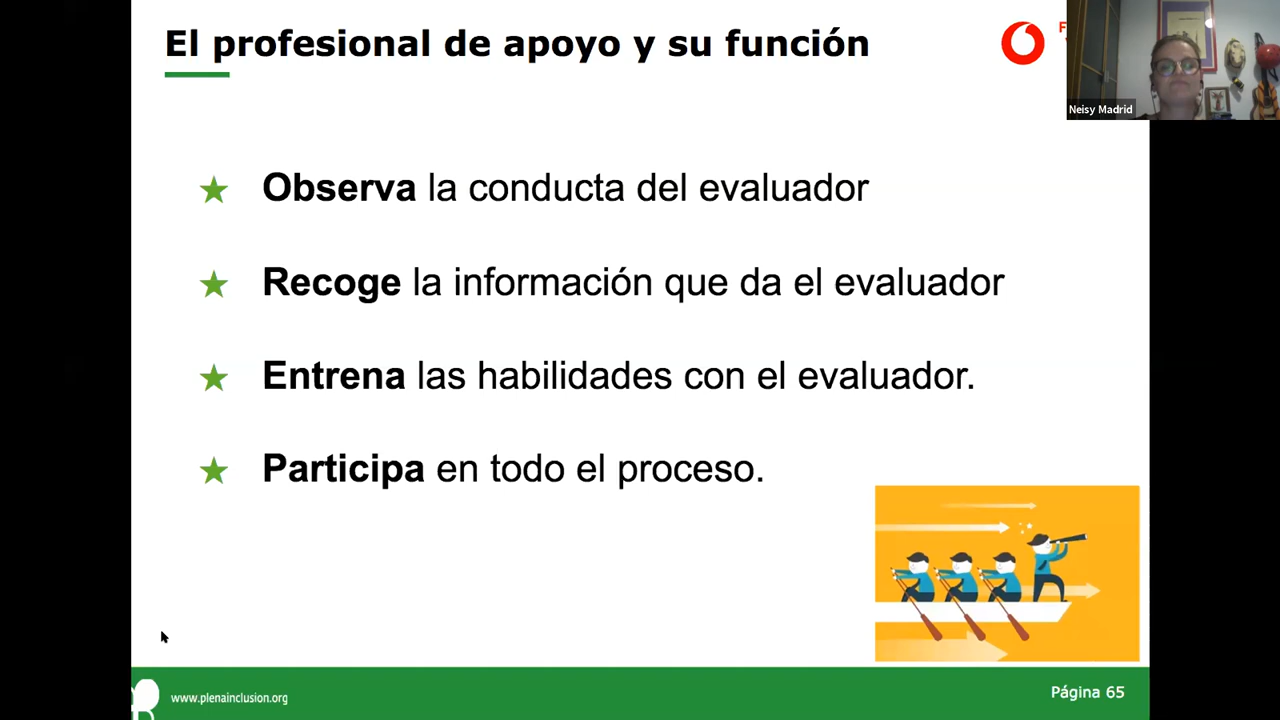 El profesional de apoyo y su función
Neisy Madrid
Observa la conducta del evaluador
Recoge la información que da el evaluador
Entrena las habilidades con el evaluador.
Participa en todo el proceso.
www.plenainclusion.org
Página 65